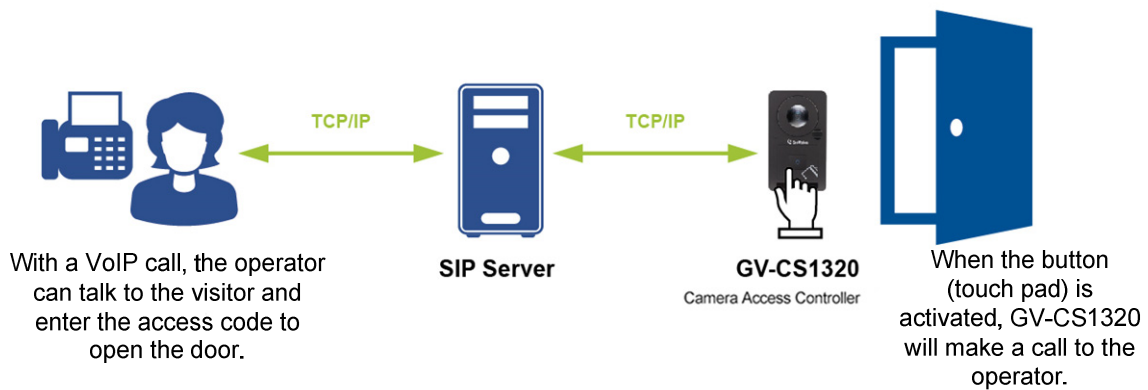 TCP/IP
TCP/IP
GeoVision
With a VoIP call, the operator
can talk to the visitor and
enter the access code to
open the door.
SIP Server
GV-CS1320
Camera Access Controller
When the button
(touch pad) is
activated, GV-CS1320
will make a call to the
operator.